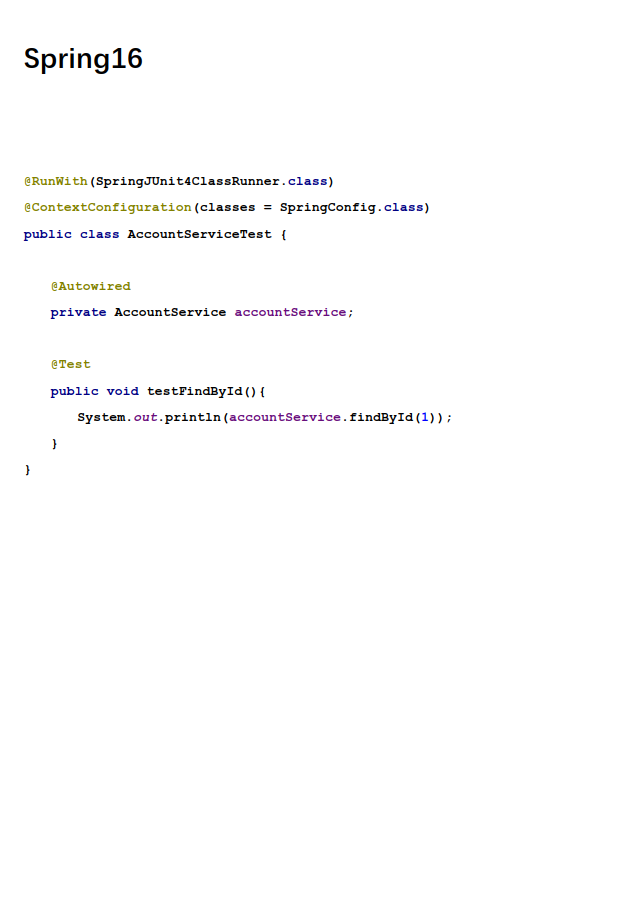 Spring16
@RunWith(SpringJUnit4ClassRunner.class)
@ContextConfiguration(classes = SpringConfig.class)
public class AccountServiceTest {
@Autowired
private AccountService accountService;
@Test
public void testFindById(){
System.out.println(accountService.findById(1));
}
}